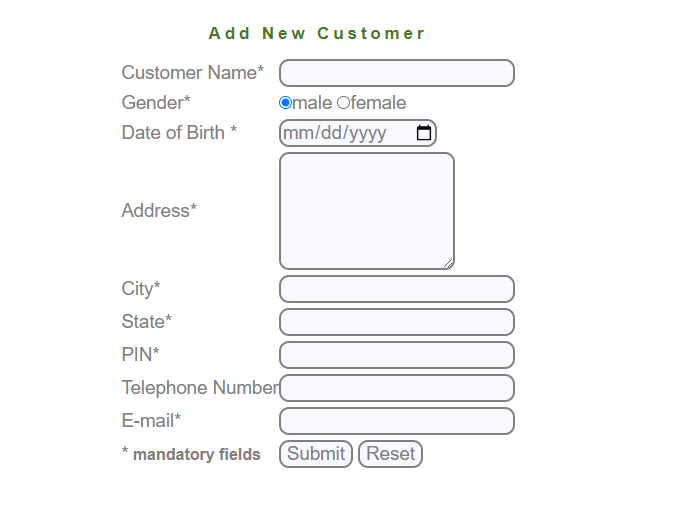 Add New Customer
Customer Name*
Gender* male female
Date of Birth * mm/dd/yyyy
Address*
City*
State*
PIN*
Telephone Number
E-mail*
* mandatory fields Submit Reset